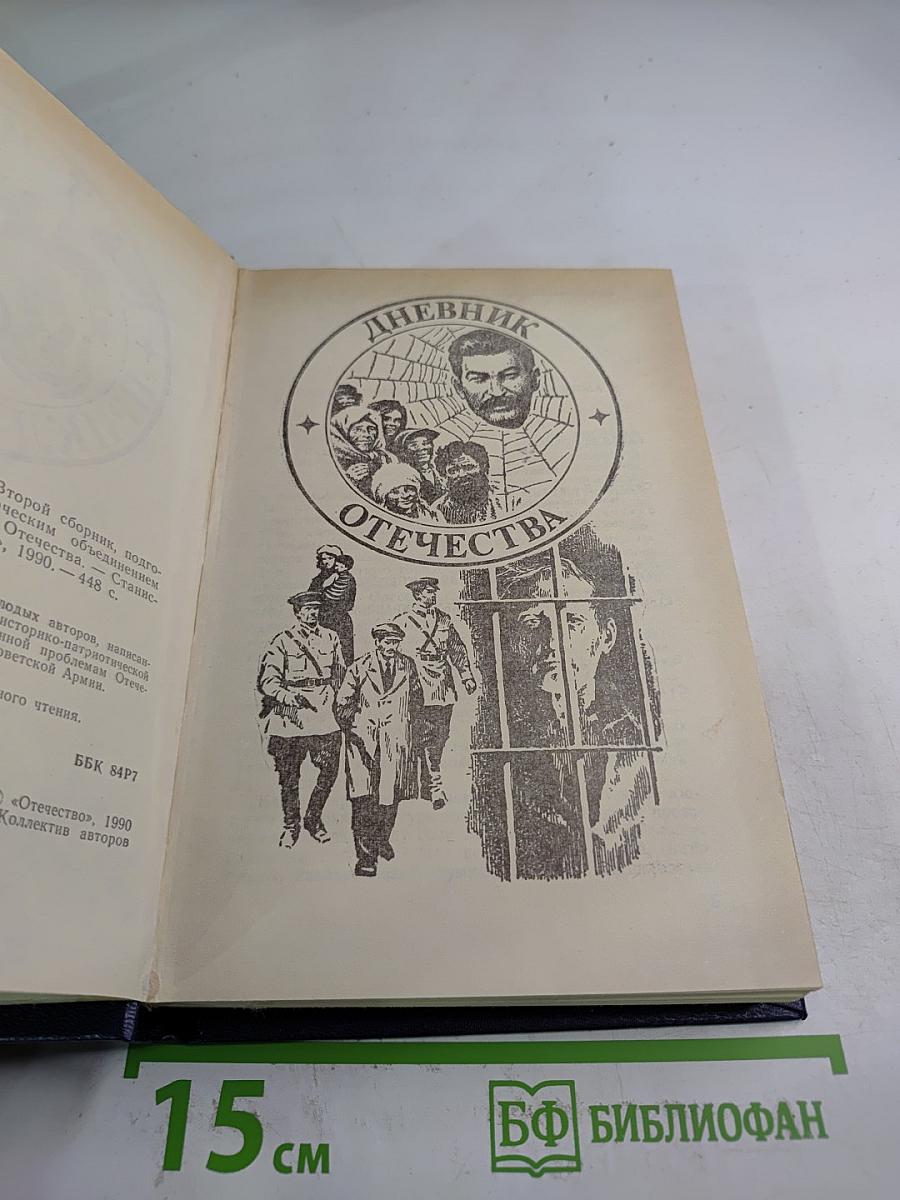 Второй сборник, подго-
ческим объединением
Отечества. — Станис-
, 1990. — 448 с.
лодых авторов, написан-
историко-патриотической
нной проблемам Отече-
оветской Армии.
ного чтения.
ББК 84Р7
© «Отечество», 1990
Коллектив авторов
ДНЕВНИК
ОТЕЧЕСТВА
15 см
БФ БИБЛИОФАН